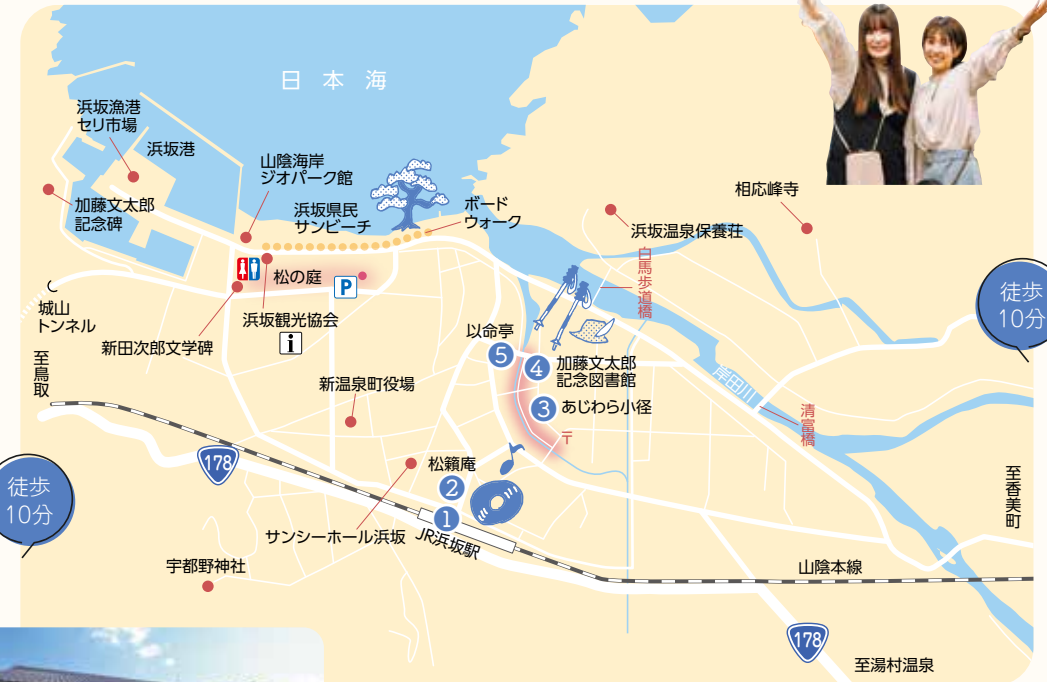 日本海
浜坂漁港
セリ市場
浜坂港
山陰海岸
ジオパーク館
加藤文太郎
記念碑
浜坂県民
サンビーチ
ボード
ウォーク
相応峰寺
浜坂温泉保養荘
白馬歩道橋
松の庭
P
城山
トンネル
浜坂観光協会
i
新田次郎文学碑
至鳥取
以命亭
5
4
加藤文太郎
記念図書館
3
あじわら小径
〒
岸田川
清富橋
徒歩
10分
新温泉町役場
178
松籟庵
2
1
JR浜坂駅
サンシーホール浜坂
徒歩
10分
宇都野神社
山陰本線
至香美町
178
至湯村温泉